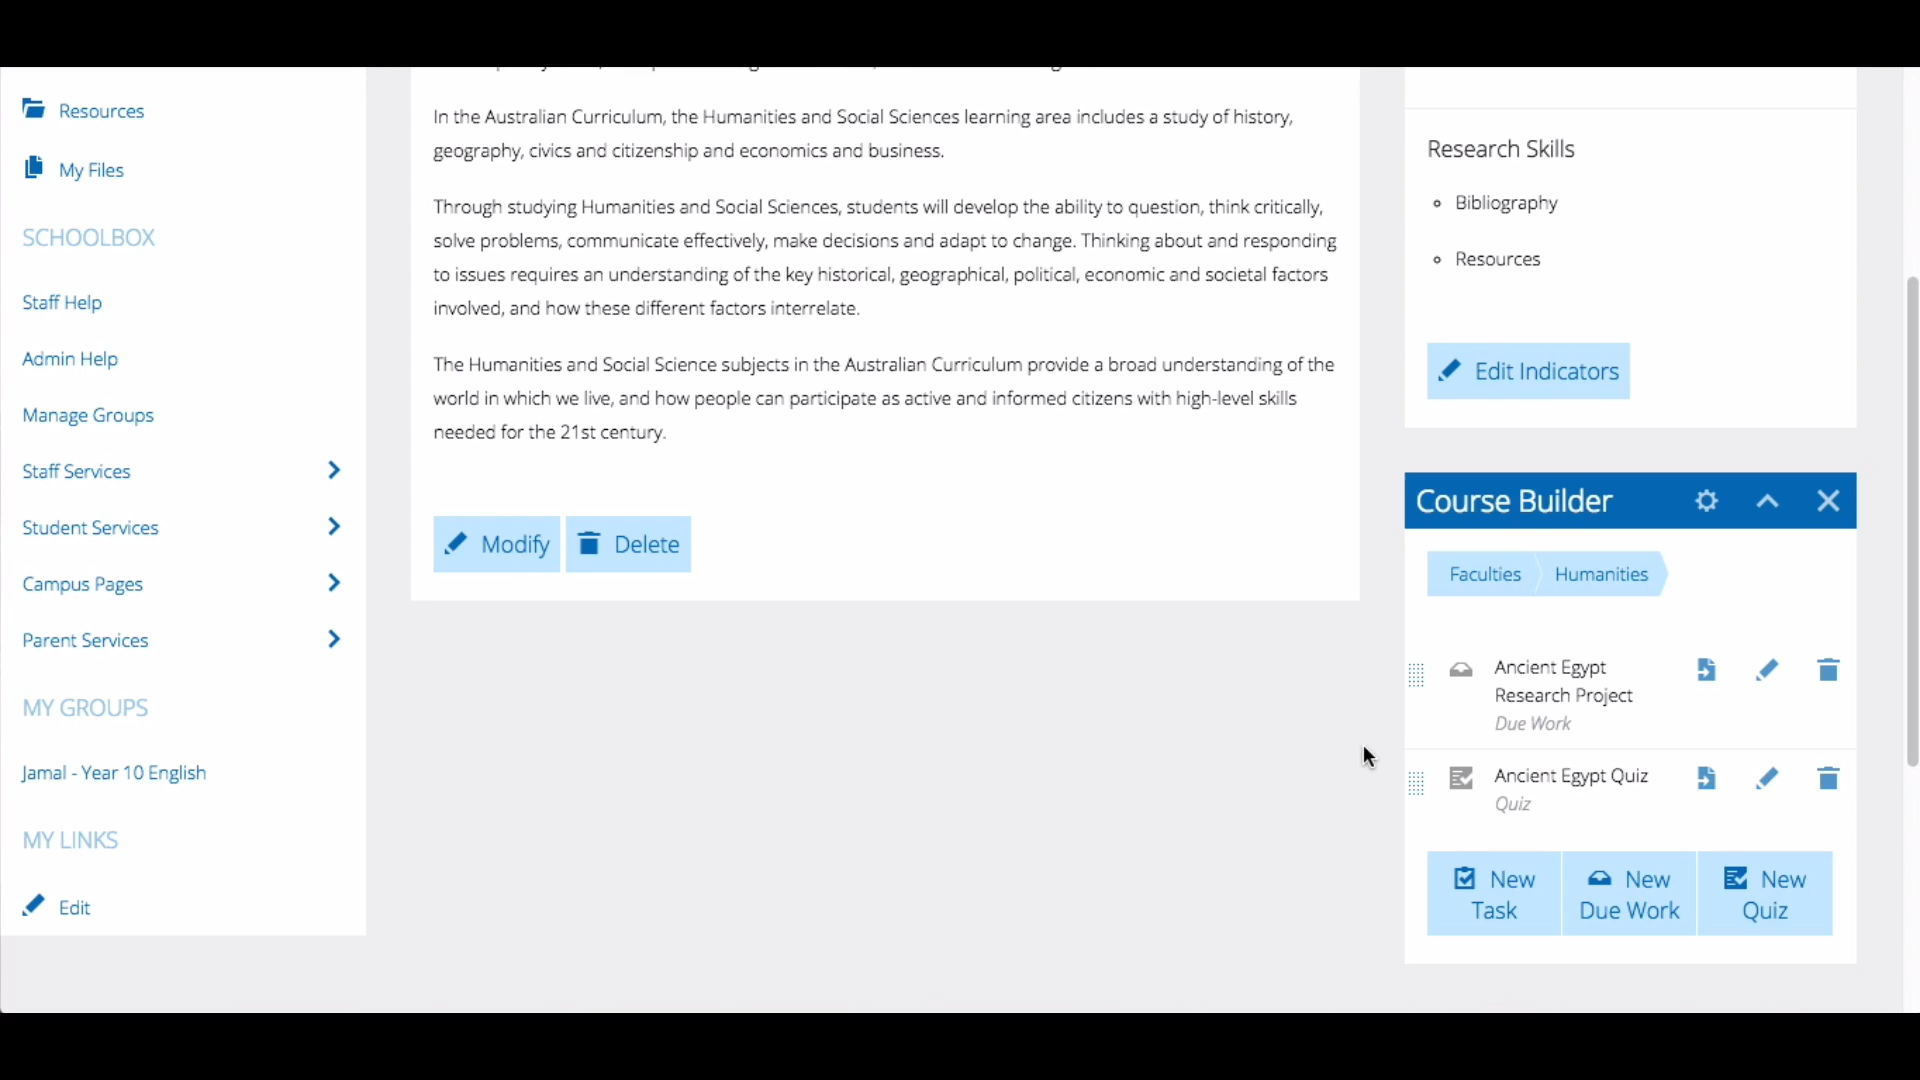 Resources
My Files
SCHOOLBOX
Staff Help
Admin Help
Manage Groups
Staff Services
Student Services
Campus Pages
Parent Services
MY GROUPS
Jamal - Year 10 English
MY LINKS
Edit
In the Australian Curriculum, the Humanities and Social Sciences learning area includes a study of history,
geography, civics and citizenship and economics and business.
Through studying Humanities and Social Sciences, students will develop the ability to question, think critically,
solve problems, communicate effectively, make decisions and adapt to change. Thinking about and responding
to issues requires an understanding of the key historical, geographical, political, economic and societal factors
involved, and how these different factors interrelate.
The Humanities and Social Science subjects in the Australian Curriculum provide a broad understanding of the
world in which we live, and how people can participate as active and informed citizens with high-level skills
needed for the 21st century.
Modify
Delete
Research Skills
Bibliography
Resources
Edit Indicators
Course Builder
Faculties
Humanities
Ancient Egypt
Research Project
Due Work
Ancient Egypt Quiz
Quiz
New
Task
New
Due Work
New
Quiz